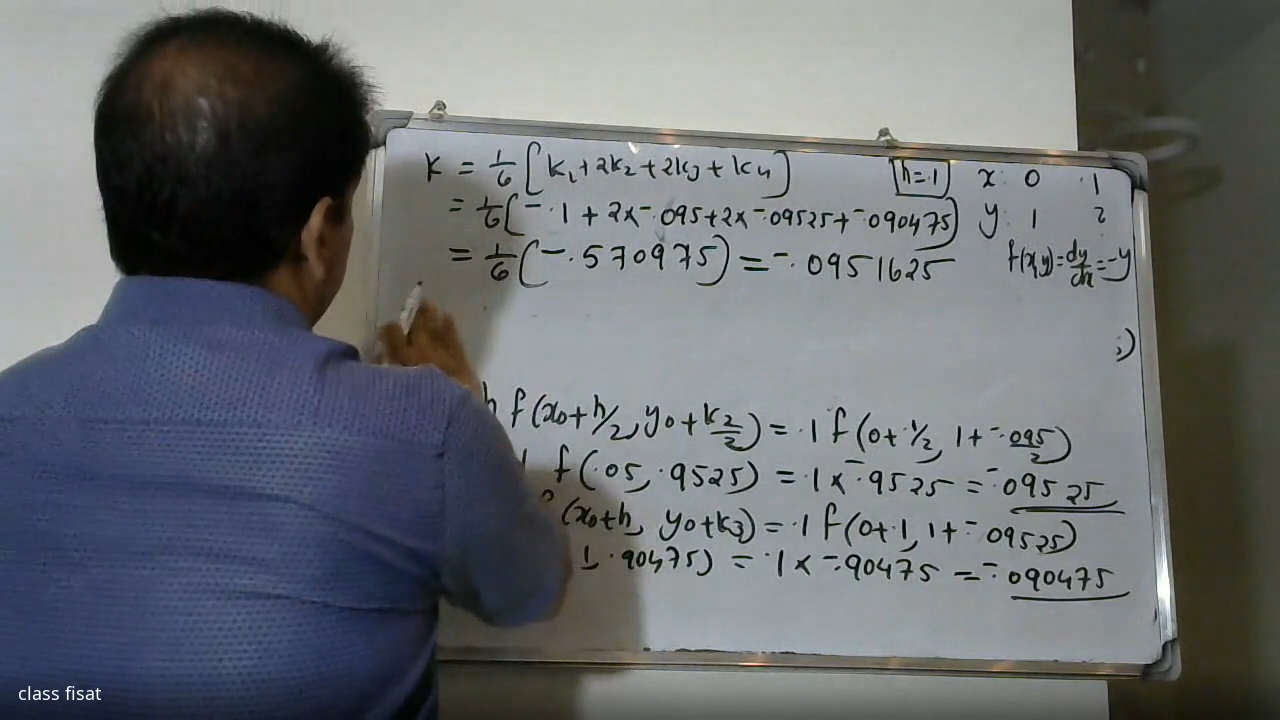 K = 1/6 [k₁+2k₂+2k₃+k₄]
= 1/6 [-.1+2x-.095+2x-.09525+-.090475]
= 1/6 (-.570975) = -.0951625
h=.1
x: 0 .1
y: 1 ?
f(x,y)=dy/dx=-y
;)
h f(x₀+h/2, y₀+k₂/2) = .1 f(0+.1/2, 1+-.095/2)
f(.05, .9525) = .1x-.9525 = -.09525
(x₀+h, y₀+k₃) = .1 f(0+.1, 1+-.09525)
1, .90475) = .1x-.90475 = -.090475
class fisat